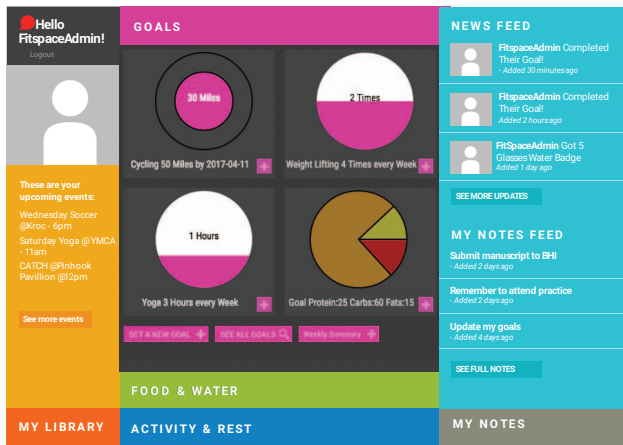 Hello
FitspaceAdmin!
Logout
These are your
upcoming events:
Wednesday Soccer
@Kroc - 6pm
Saturday Yoga @YMCA
- 11am
CATCH @Pinhook
Pavillion @12pm
See more events
MY LIBRARY
GOALS
30 Miles
Cycling 50 Miles by 2017-04-11
2 Times
Weight Lifting 4 Times every Week
1 Hours
Yoga 3 Hours every Week
Goal Protein:25 Carbs:60 Fats:15
SET A NEW GOAL
SEE ALL GOALS
Weekly Summary
FOOD & WATER
ACTIVITY & REST
NEWS FEED
FitspaceAdmin Completed
Their Goal!
- Added 30 minutes ago
FitspaceAdmin Completed
Their Goal!
- Added 2 hours ago
FitSpaceAdmin Got 5
Glasses Water Badge
- Added 1 day ago
SEE MORE UPDATES
MY NOTES FEED
Submit manuscript to BHI
- Added 2 days ago
Remember to attend practice
- Added 2 days ago
Update my goals
- Added 4 days ago
SEE FULL NOTES
MY NOTES